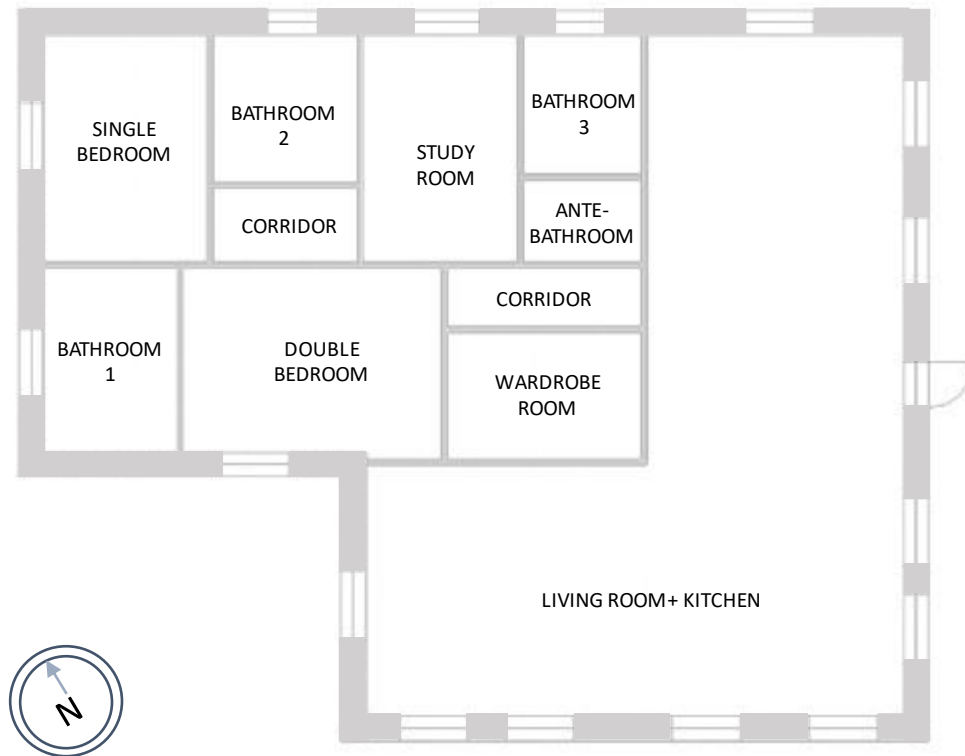 SINGLE
BEDROOM
BATHROOM
2
STUDY
ROOM
BATHROOM
3
CORRIDOR
ANTE-
BATHROOM
CORRIDOR
BATHROOM
1
DOUBLE
BEDROOM
WARDROBE
ROOM
LIVING ROOM+ KITCHEN
N